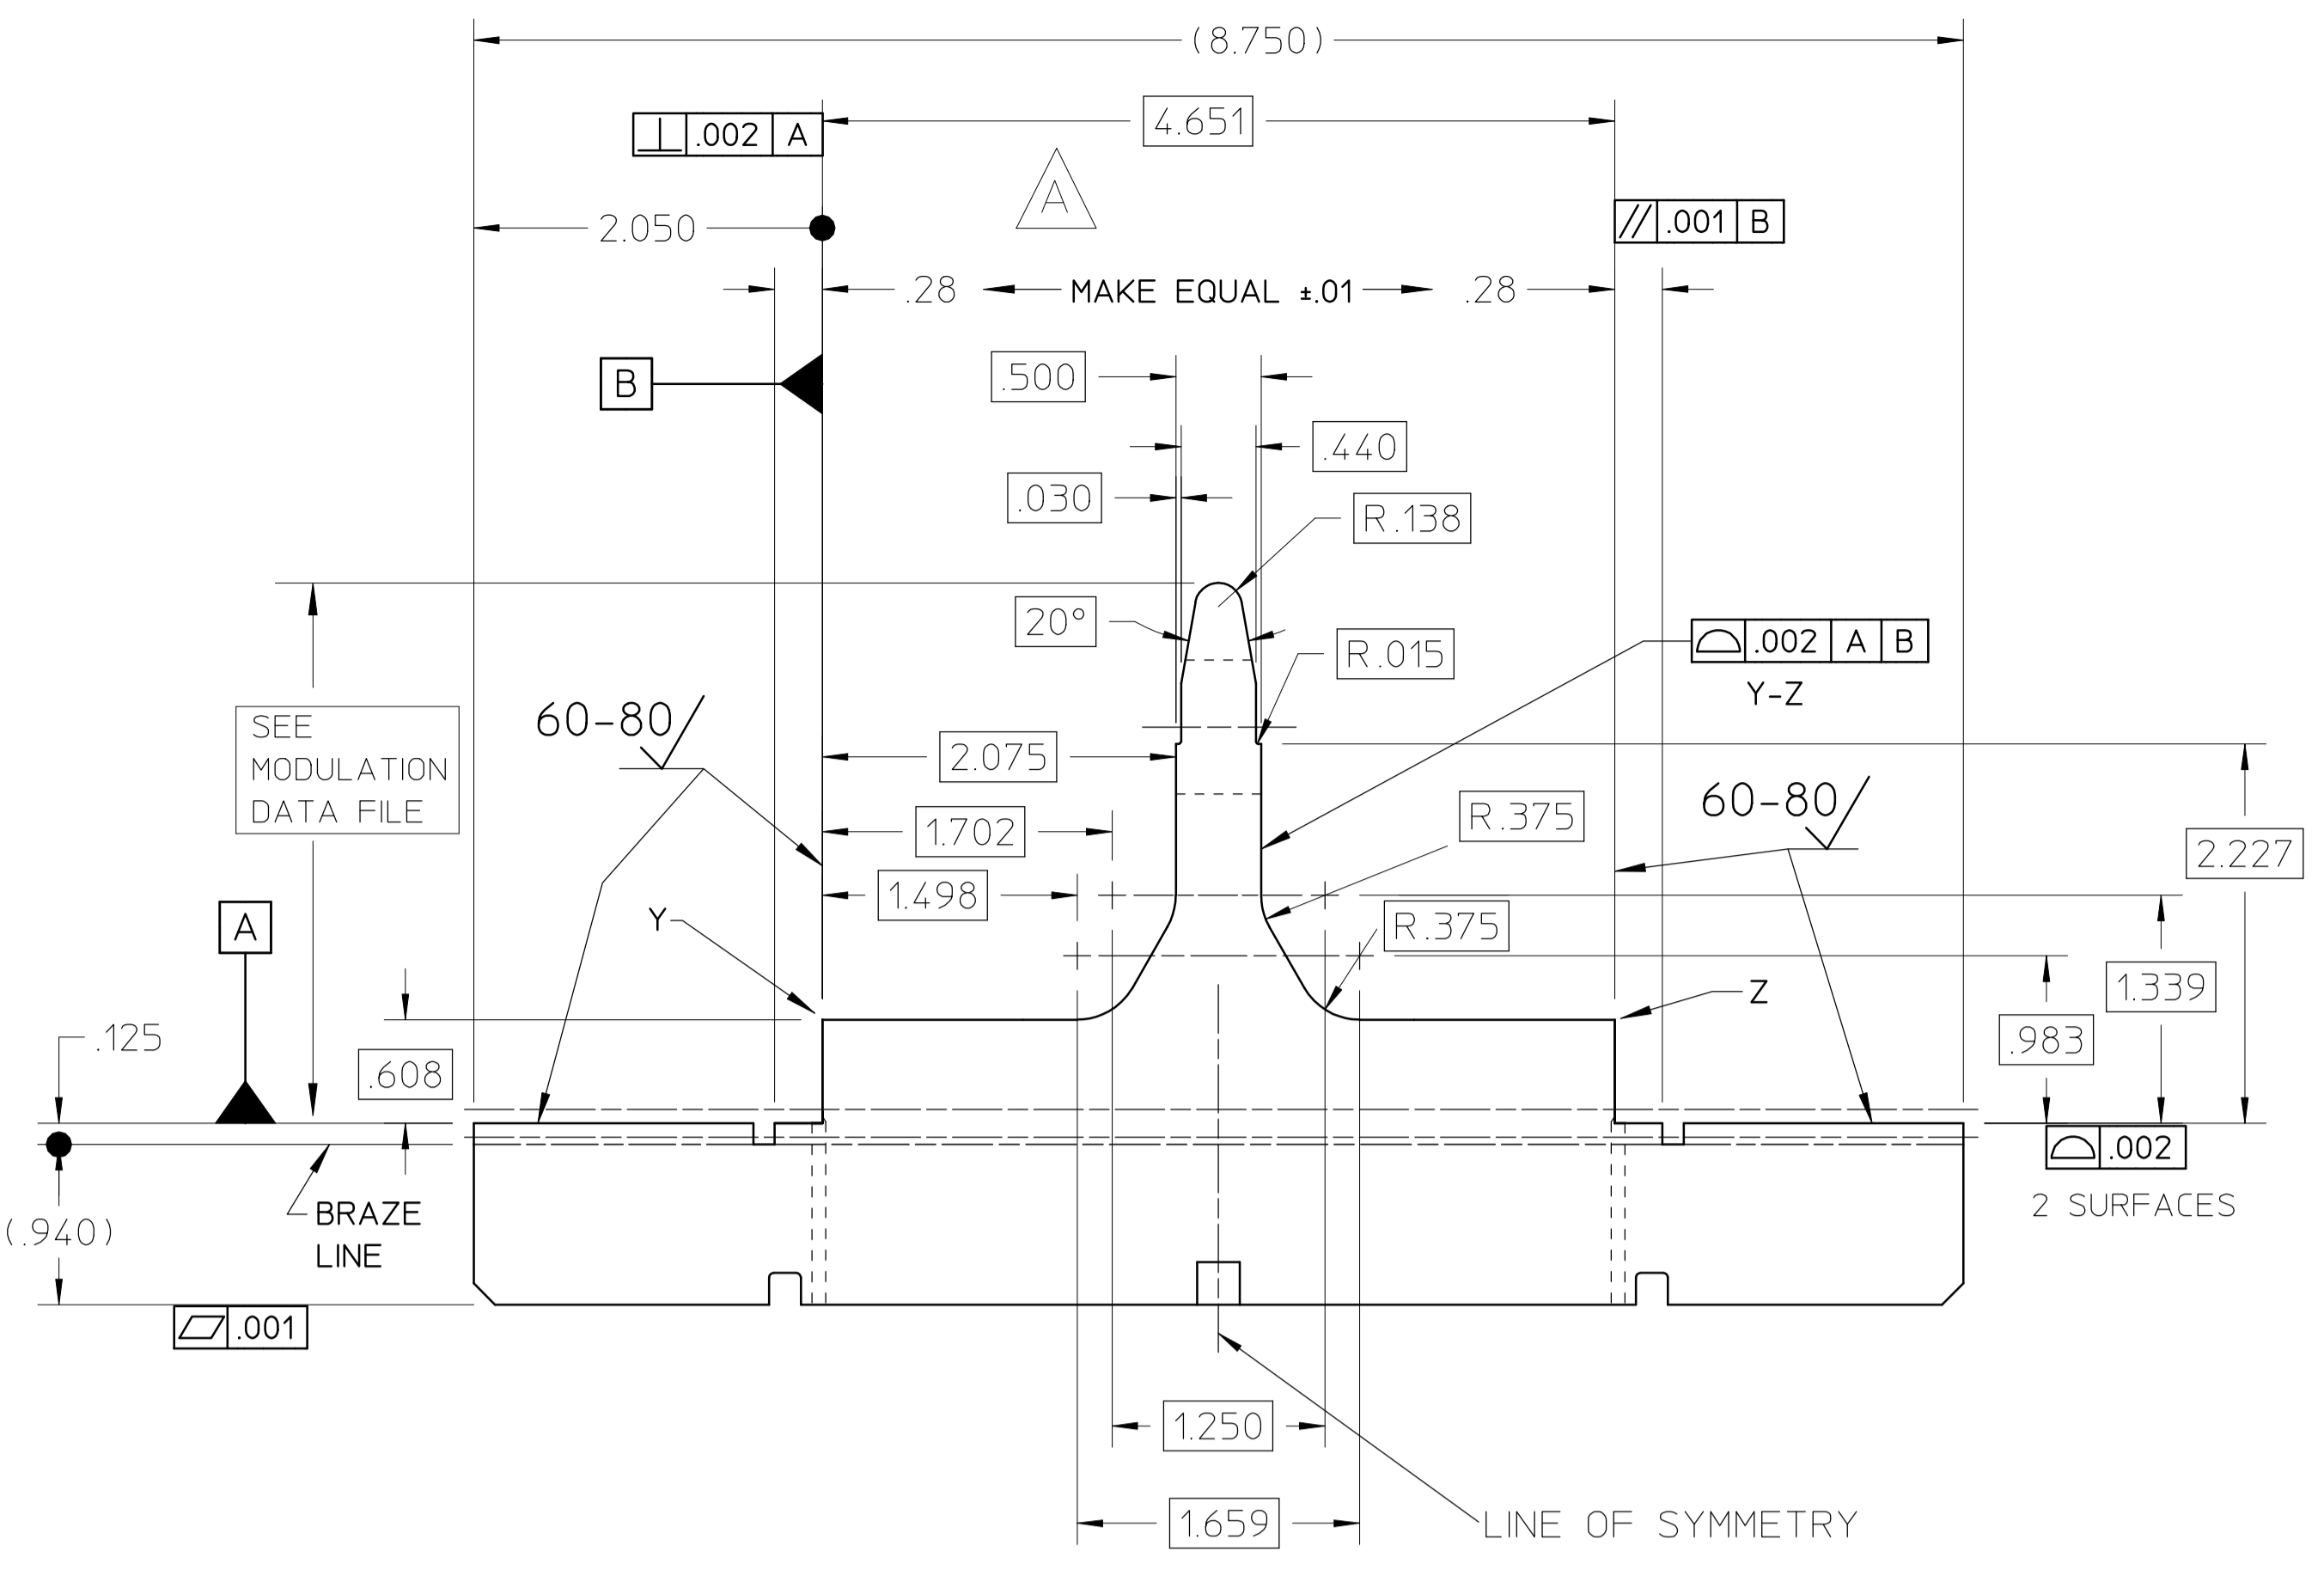 (8.750)
4.651
⊥ .002 A
A
2.050
// .001 B
.28 MAKE EQUAL ±.01 .28
B
.500
.440
.030
R.138
20°
R.015
⌓ .002 A B
Y-Z
60-80
SEE
MODULATION
DATA FILE
2.075
60-80
R.375
1.702
2.227
1.498
A
Y
R.375
1.339
Z
.983
.125
.608
⌓ .002
2 SURFACES
BRAZE
LINE
(.940)
⏥ .001
1.250
1.659
LINE OF SYMMETRY